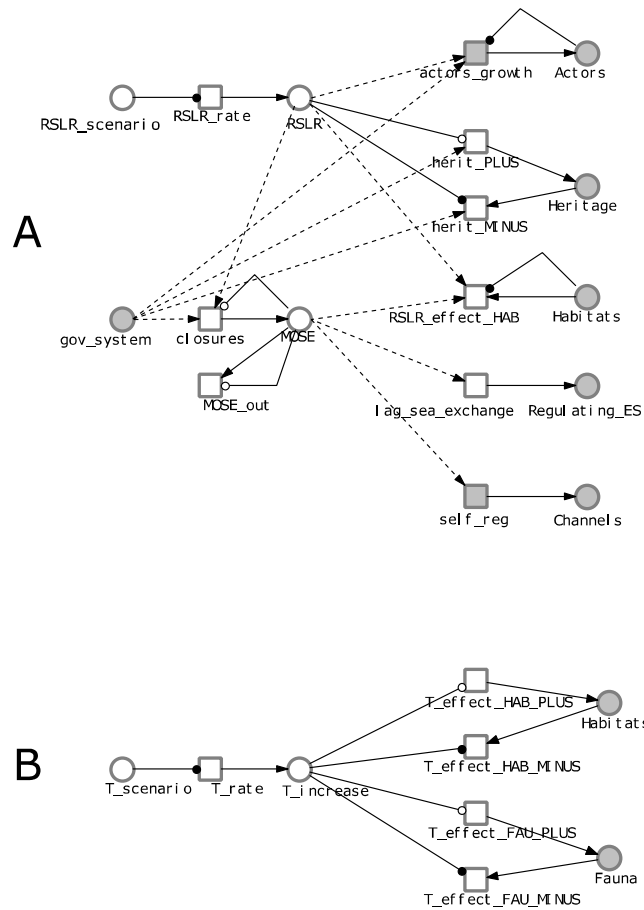 actors_growth
Actors
RSLR_scenario
RSLR_rate
RSLR
herit_PLUS
Heritage
herit_MINUS
A
gov_system
closures
MOSE
RSLR_effect_HAB
Habitats
MOSE_out
lag_sea_exchange
Regulating_ES
self_reg
Channels
T_effect_HAB_PLUS
Habitats
B
T_scenario
T_rate
T_increase
T_effect_HAB_MINUS
T_effect_FAU_PLUS
Fauna
T_effect_FAU_MINUS